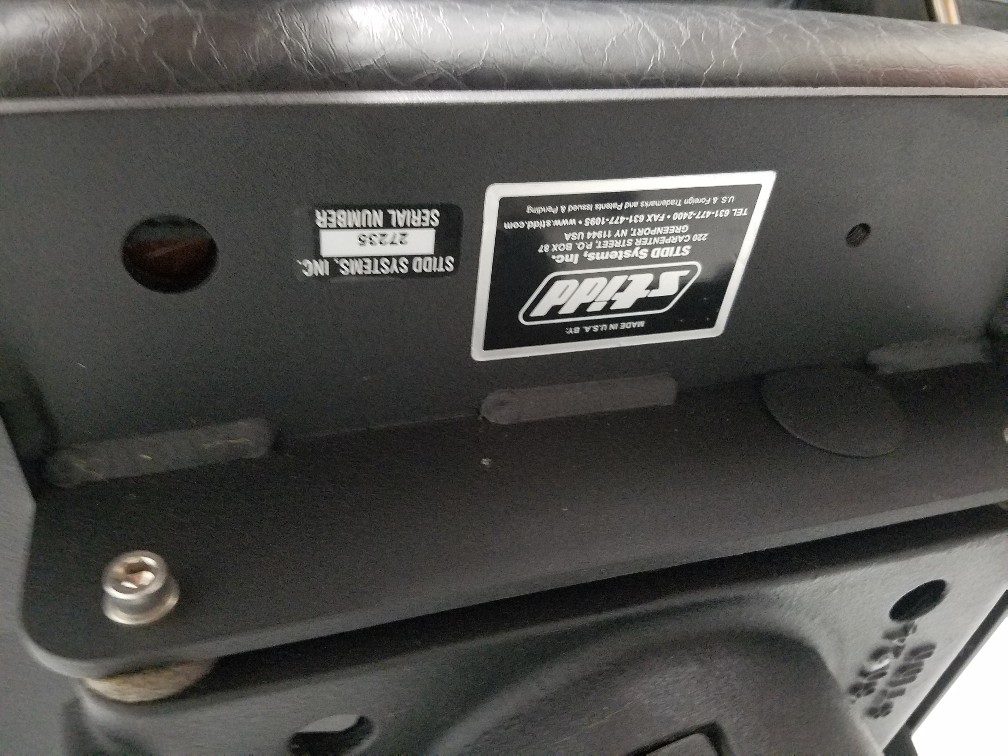 MADE IN U.S.A. BY:
stidd
STIDD Systems, Inc.
220 CARPENTER STREET, P.O. BOX 87
GREENPORT, NY 11944 USA
TEL 631-477-2400 • FAX 631-477-1095 • www.stidd.com
U.S. & Foreign Trademarks and Patents Issued & Pending
STIDD SYSTEMS, INC.
27235
SERIAL NUMBER
STIDD